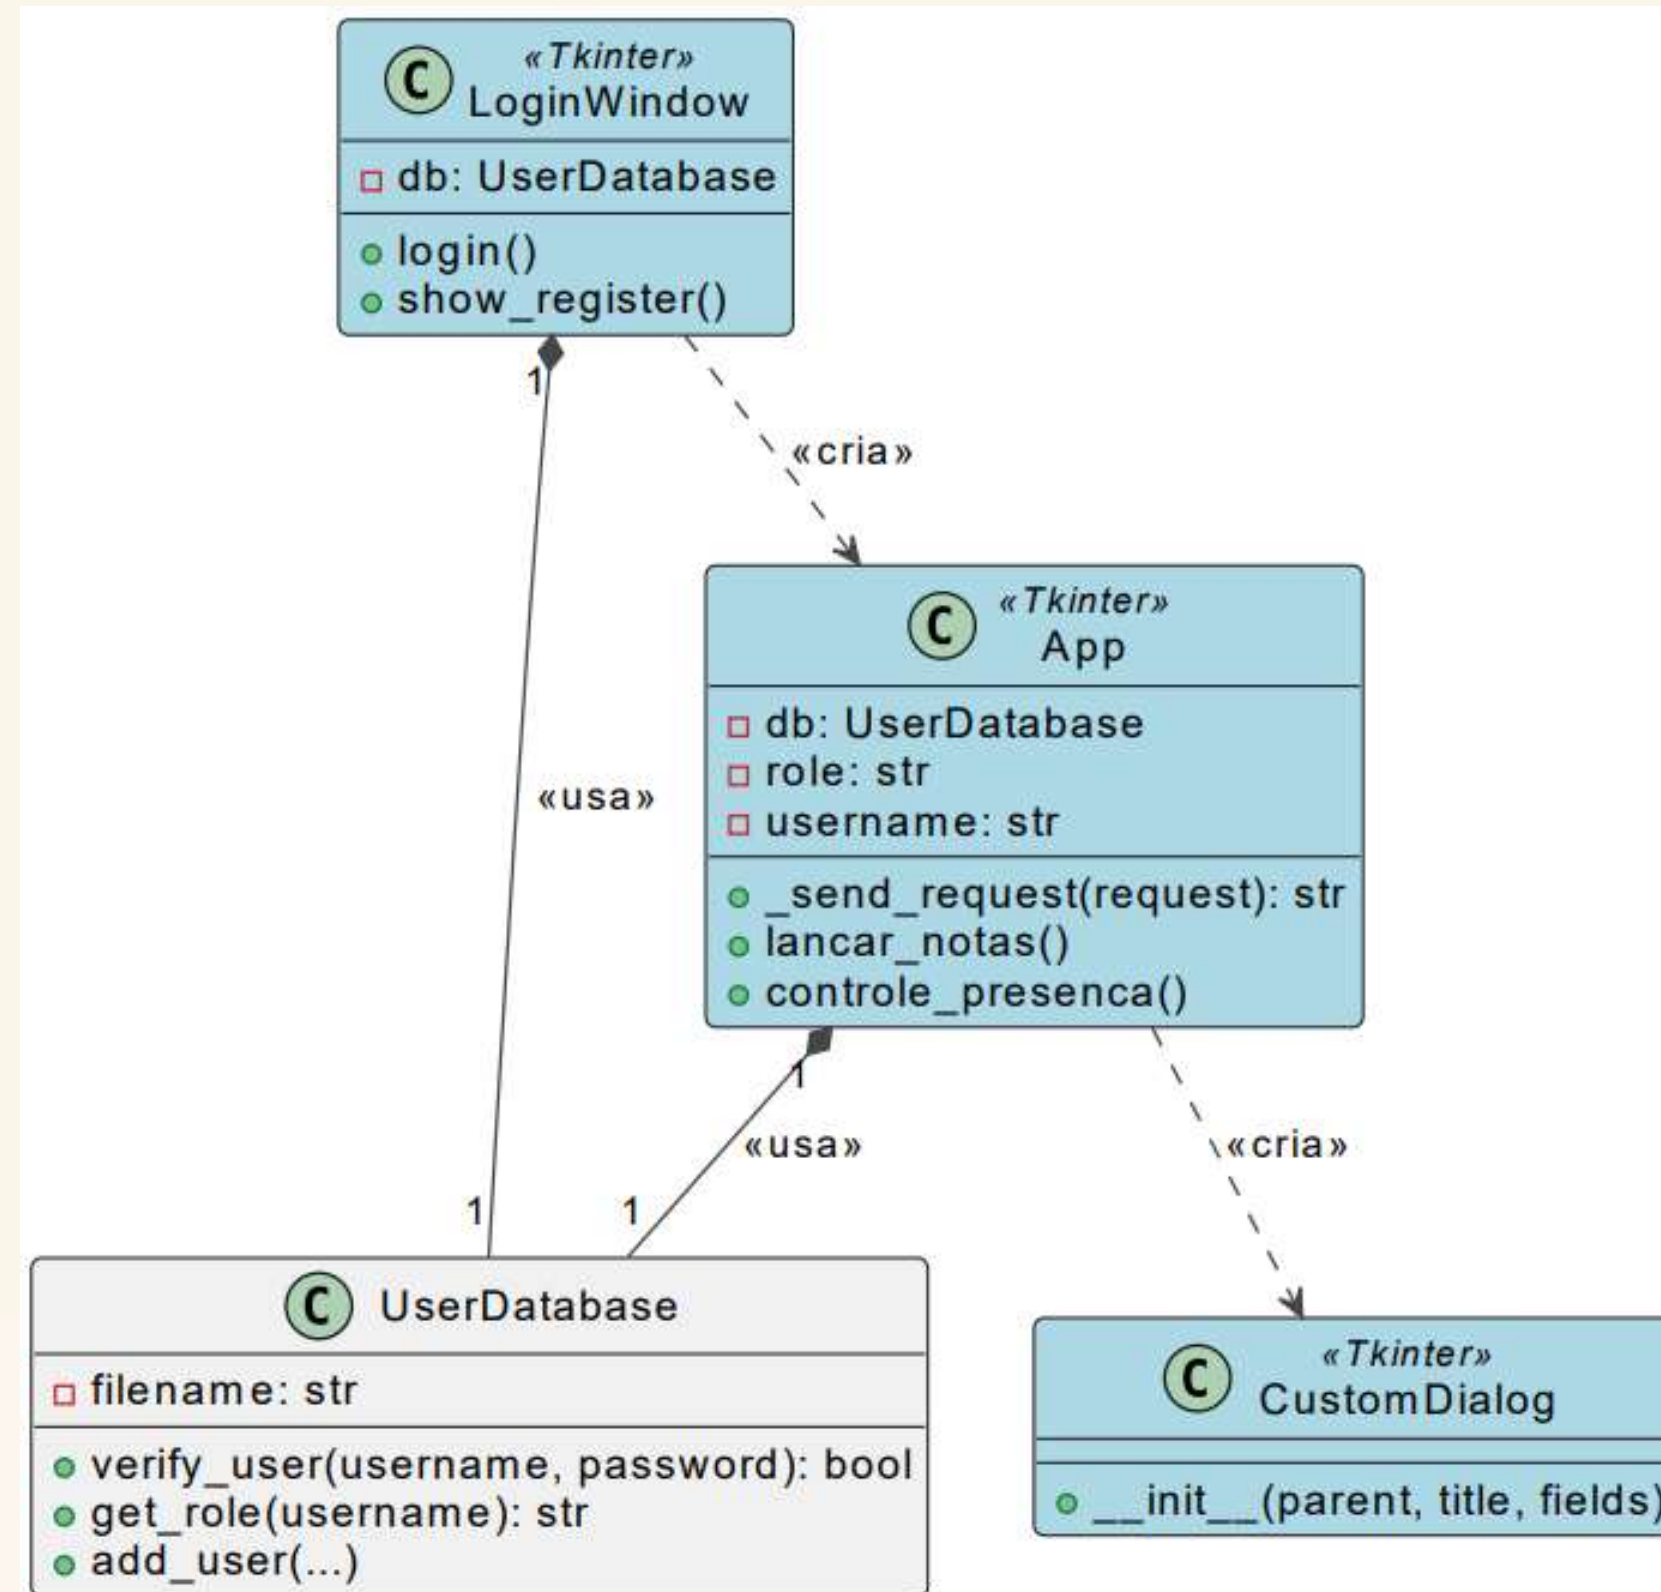 «Tkinter»
C LoginWindow
db: UserDatabase
login()
show_register()
1
«cria»
«Tkinter»
C App
db: UserDatabase
role: str
username: str
_send_request(request): str
lancar_notas()
controle_presenca()
«usa»
1
«usa»
«cria»
1
1
C UserDatabase
filename: str
verify_user(username, password): bool
get_role(username): str
add_user(...)
«Tkinter»
C CustomDialog
__init__(parent, title, fields)